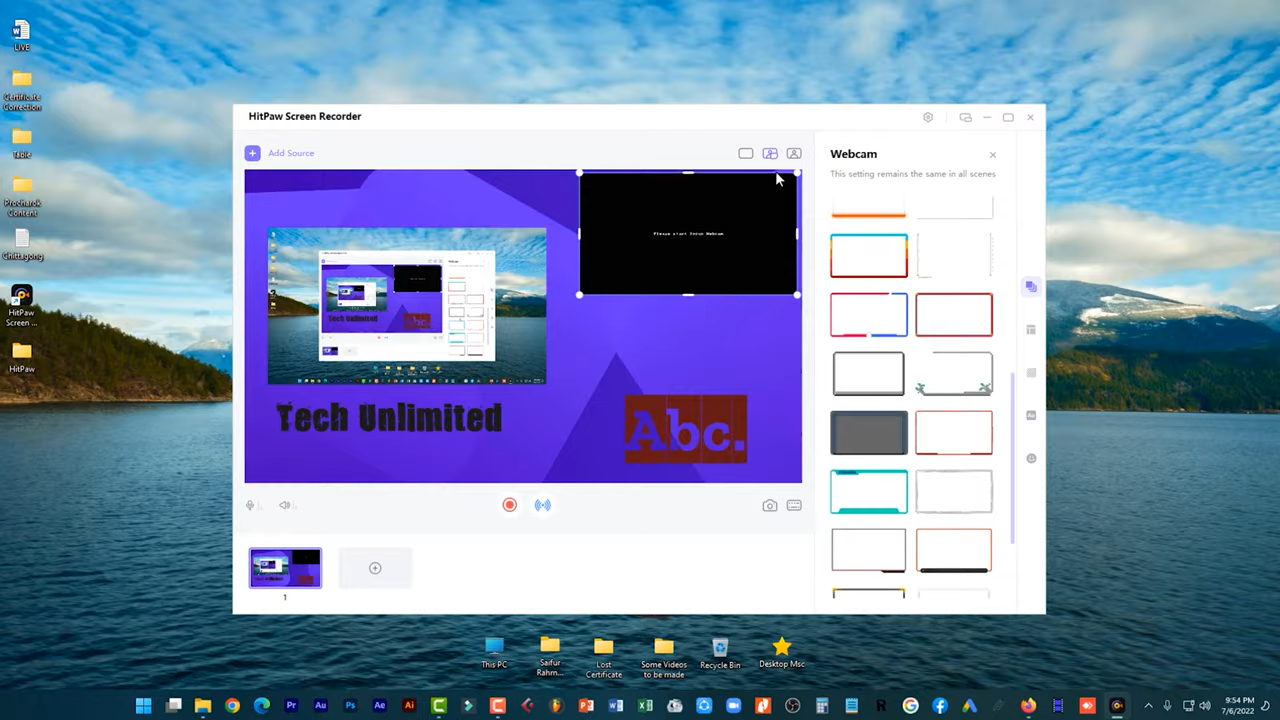 LIVE
Certificate
Correction
Table
Procharok
Content
Chittagong
HitPaw
Screen ...
HitPaw
HitPaw Screen Recorder
Add Source
Please start Setup Webcam
Tech Unlimited
Abc.
1
Webcam
This setting remains the same in all scenes
This PC
Saifur
Rahm...
Lost
Certificate
Some Videos
to be made
Recycle Bin
Desktop Msc
9:54 PM
7/6/2022